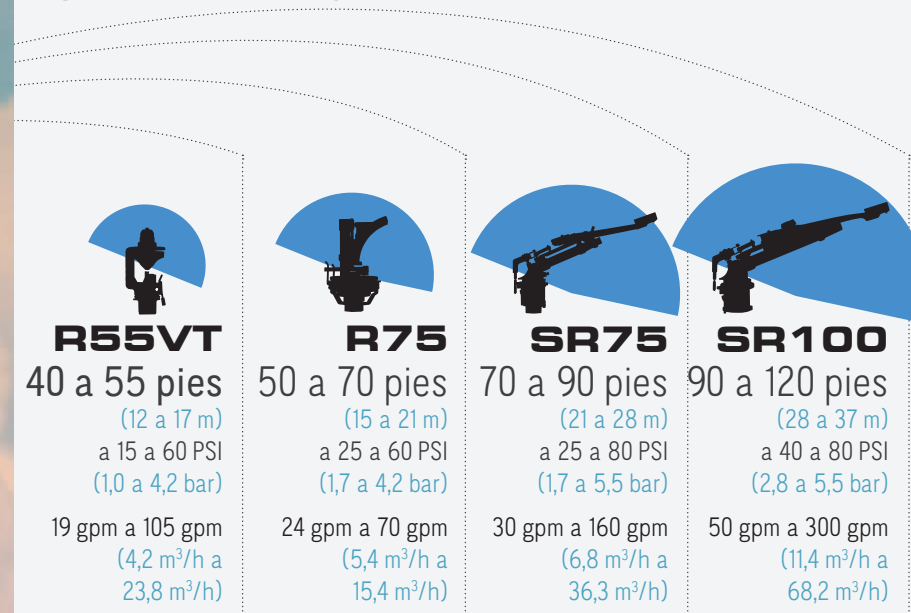 R55VT
40 a 55 pies
(12 a 17 m)
a 15 a 60 PSI
(1,0 a 4,2 bar)
19 gpm a 105 gpm
(4,2 m³/h a
23,8 m³/h)
R75
50 a 70 pies
(15 a 21 m)
a 25 a 60 PSI
(1,7 a 4,2 bar)
24 gpm a 70 gpm
(5,4 m³/h a
15,4 m³/h)
SR75
70 a 90 pies
(21 a 28 m)
a 25 a 80 PSI
(1,7 a 5,5 bar)
30 gpm a 160 gpm
(6,8 m³/h a
36,3 m³/h)
SR100
90 a 120 pies
(28 a 37 m)
a 40 a 80 PSI
(2,8 a 5,5 bar)
50 gpm a 300 gpm
(11,4 m³/h a
68,2 m³/h)